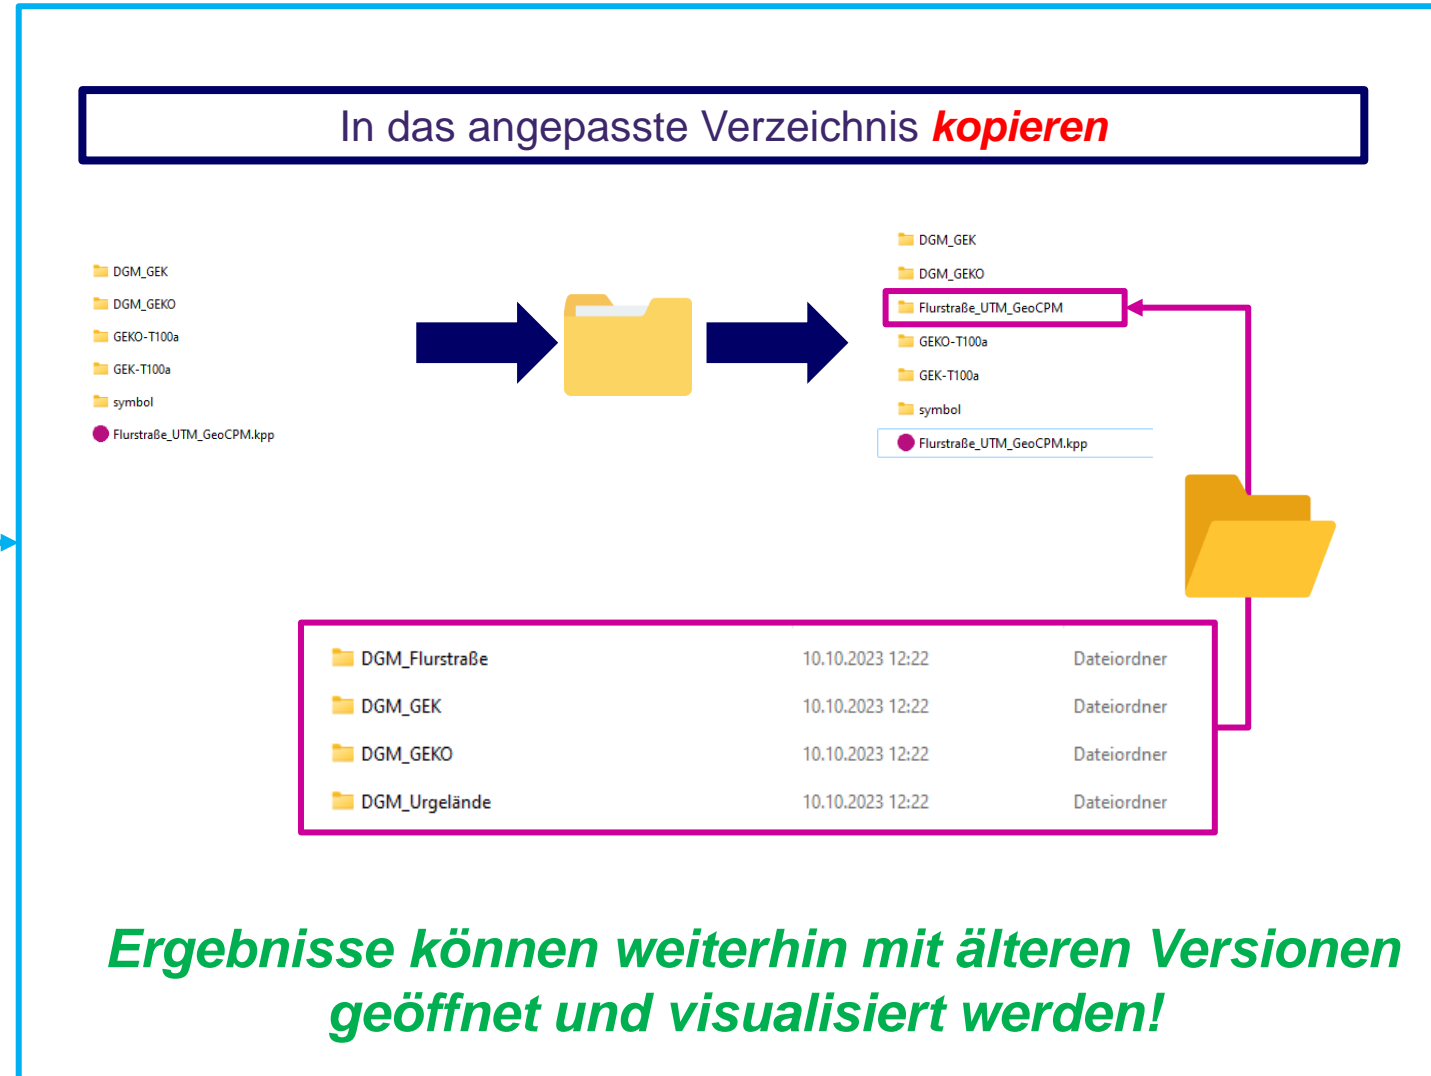 In das angepasste Verzeichnis kopieren
DGM_GEK
DGM_GEKO
GEKO-T100a
GEK-T100a
symbol
Flurstraße_UTM_GeoCPM.kpp
DGM_GEK
DGM_GEKO
Flurstraße_UTM_GeoCPM
GEKO-T100a
GEK-T100a
symbol
Flurstraße_UTM_GeoCPM.kpp
DGM_Flurstraße 10.10.2023 12:22 Dateiordner
DGM_GEK 10.10.2023 12:22 Dateiordner
DGM_GEKO 10.10.2023 12:22 Dateiordner
DGM_Urgelände 10.10.2023 12:22 Dateiordner
Ergebnisse können weiterhin mit älteren Versionen
geöffnet und visualisiert werden!